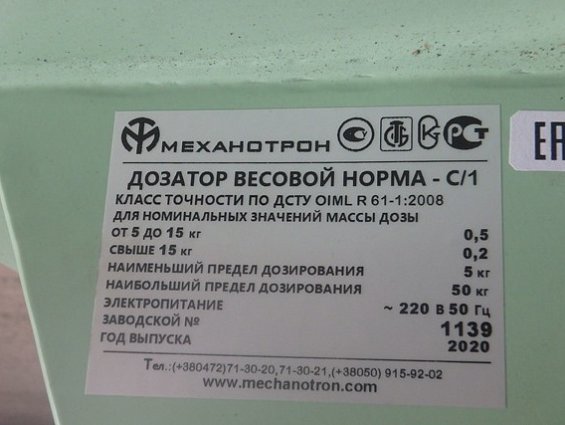 МЕХАНОТРОН
ДОЗАТОР ВЕСОВОЙ НОРМА - С/1
КЛАСС ТОЧНОСТИ ПО ДСТУ OIML R 61-1:2008
ДЛЯ НОМИНАЛЬНЫХ ЗНАЧЕНИЙ МАССЫ ДОЗЫ
ОТ 5 ДО 15 кг 0,5
СВЫШЕ 15 кг 0,2
НАИМЕНЬШИЙ ПРЕДЕЛ ДОЗИРОВАНИЯ 5 кг
НАИБОЛЬШИЙ ПРЕДЕЛ ДОЗИРОВАНИЯ 50 кг
ЭЛЕКТРОПИТАНИЕ ~ 220 В 50 Гц
ЗАВОДСКОЙ № 1139
ГОД ВЫПУСКА 2020
Тел.:(+380472)71-30-20,71-30-21,(+38050) 915-92-02
www.mechanotron.com